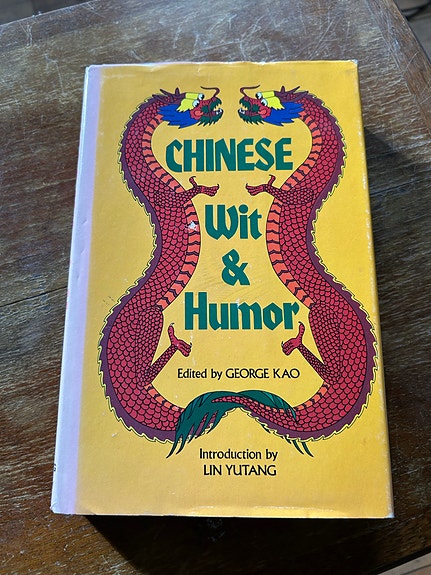 CHINESE
Wit
&
Humor
Edited by GEORGE KAO
Introduction by
LIN YUTANG